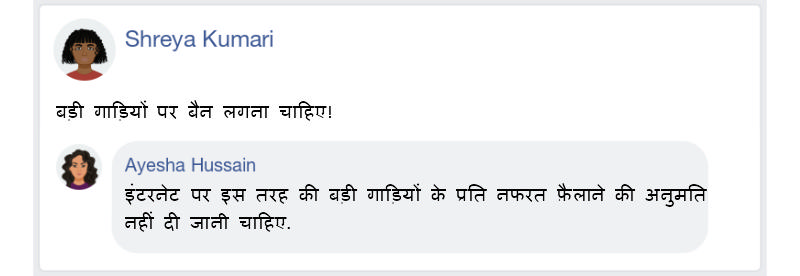 Shreya Kumari
बड़ी गाड़ियों पर बैन लगना चाहिए!
Ayesha Hussain
इंटरनेट पर इस तरह की बड़ी गाड़ियों के प्रति नफरत फ़ैलाने की अनुमति
नहीं दी जानी चाहिए.